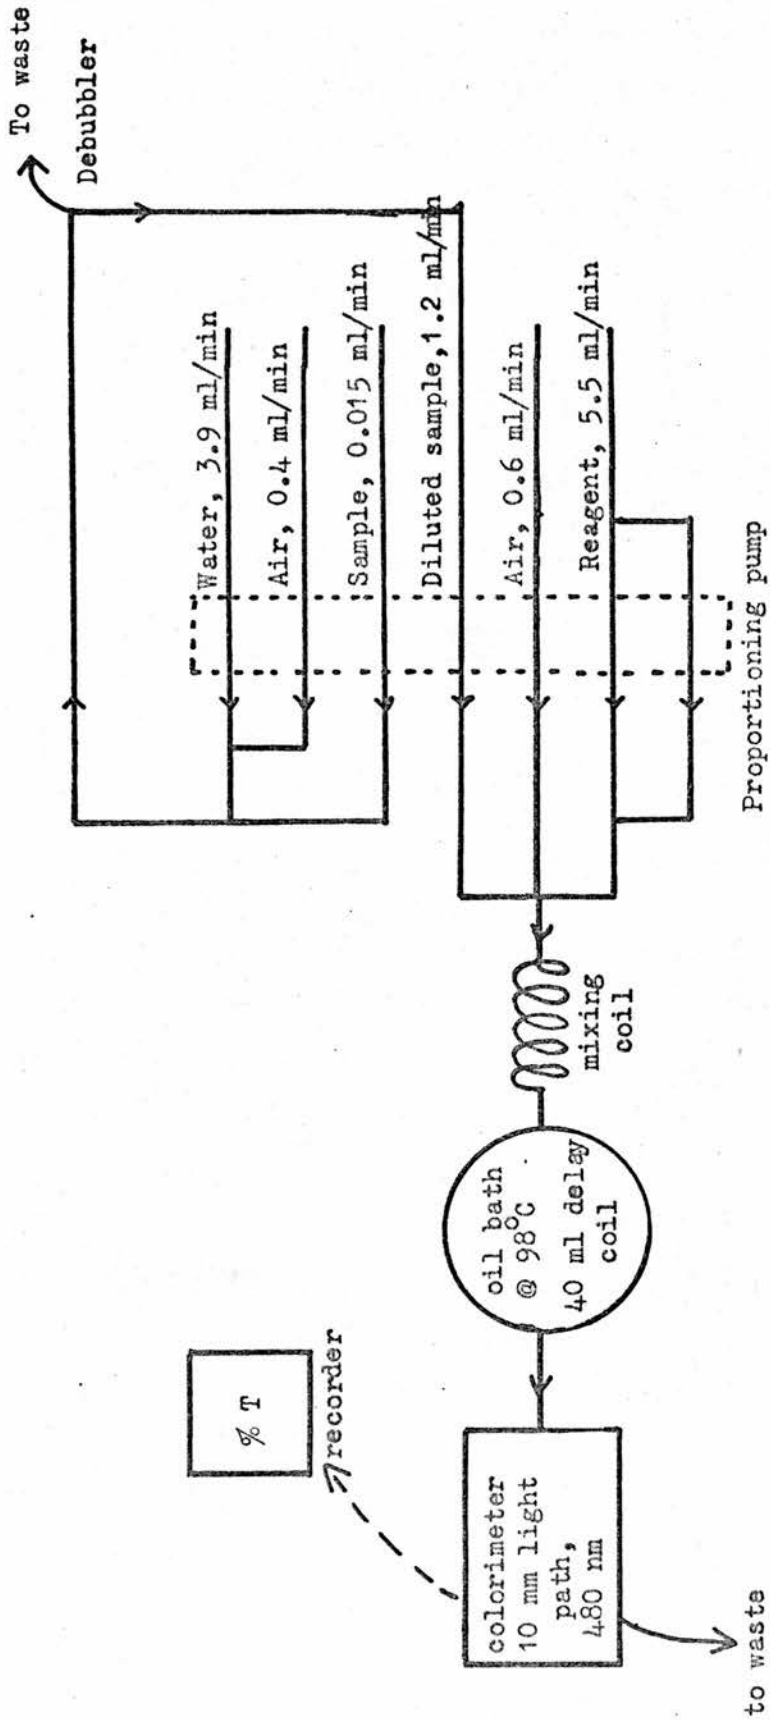 To waste
Debubbler
Water, 3.9 ml/min
Air, 0.4 ml/min
Sample, 0.015 ml/min
Diluted sample,1.2 ml/min
Air, 0.6 ml/min
Reagent, 5.5 ml/min
Proportioning pump
mixing
coil
oil bath
@ 98°C
40 ml delay
coil
% T
recorder
colorimeter
10 mm light
path,
480 nm
to waste